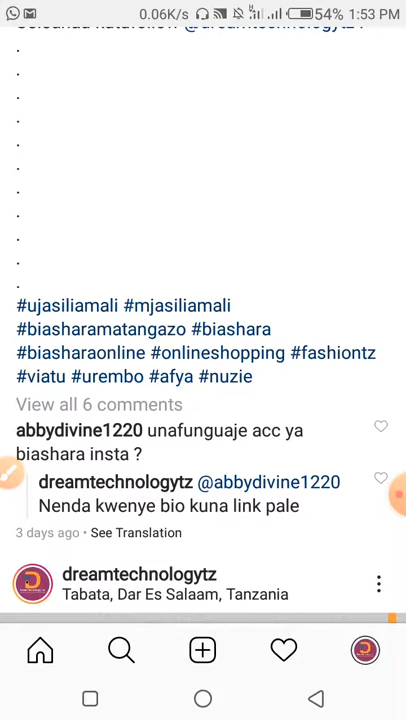 0.06K/s 54% 1:53 PM
@dreamtechnologytz
.
.
.
.
.
.
.
.
.
.
.
#ujasiliamali #mjasiliamali
#biasharamatangazo #biashara
#biasharaonline #onlineshopping #fashiontz
#viatu #urembo #afya #nuzie
View all 6 comments
abbydivine1220 unafunguaje acc ya
biashara insta ?
dreamtechnologytz @abbydivine1220
Nenda kwenye bio kuna link pale
3 days ago • See Translation
dreamtechnologytz
Tabata, Dar Es Salaam, Tanzania